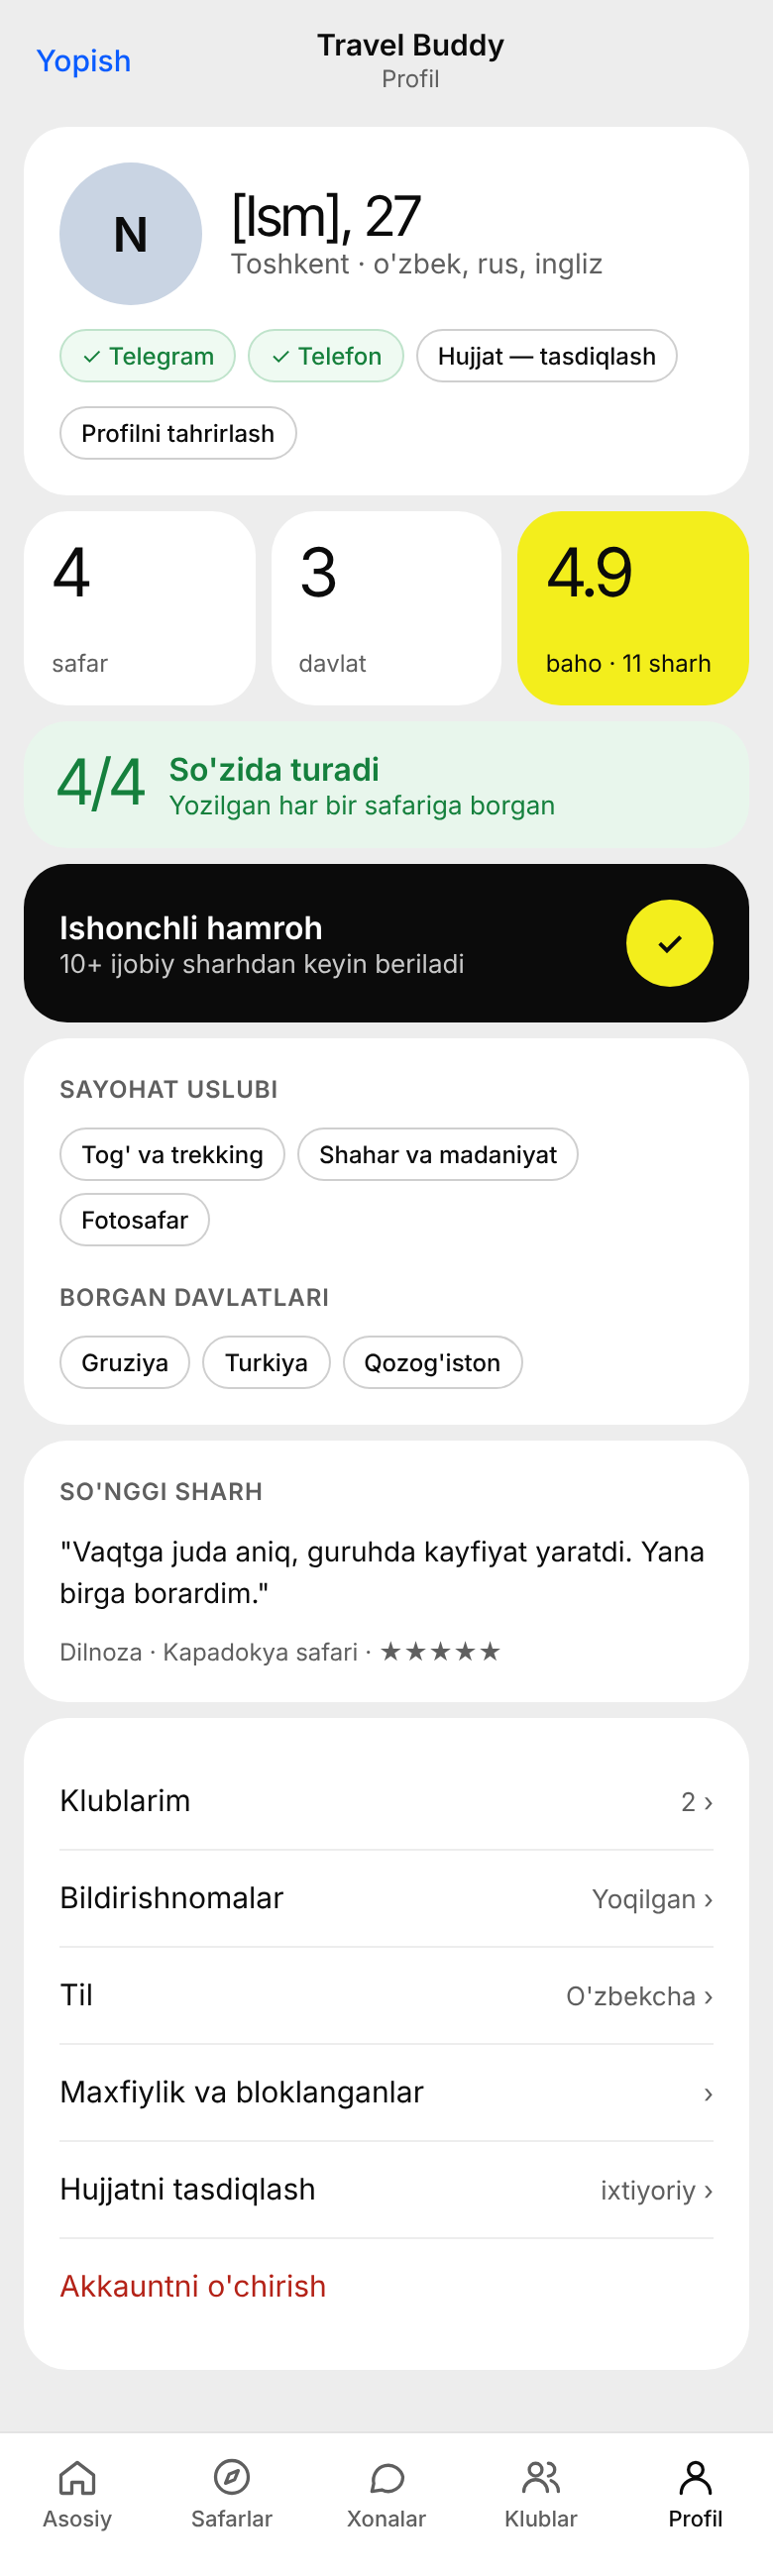 Yopish
Travel Buddy
Profil
N
[Ism], 27
Toshkent · o'zbek, rus, ingliz
✓ Telegram
✓ Telefon
Hujjat — tasdiqlash
Profilni tahrirlash
4
safar
3
davlat
4.9
baho · 11 sharh
4/4
So'zida turadi
Yozilgan har bir safariga borgan
Ishonchli hamroh
10+ ijobiy sharhdan keyin beriladi
✓
SAYOHAT USLUBI
Tog' va trekking
Shahar va madaniyat
Fotosafar
BORGAN DAVLATLARI
Gruziya
Turkiya
Qozog'iston
SO'NGGI SHARH
"Vaqtga juda aniq, guruhda kayfiyat yaratdi. Yana
birga borardim."
Dilnoza · Kapadokya safari · ★★★★★
Klublarim
2 ›
Bildirishnomalar
Yoqilgan ›
Til
O'zbekcha ›
Maxfiylik va bloklanganlar
›
Hujjatni tasdiqlash
ixtiyoriy ›
Akkauntni o'chirish
Asosiy
Safarlar
Xonalar
Klublar
Profil